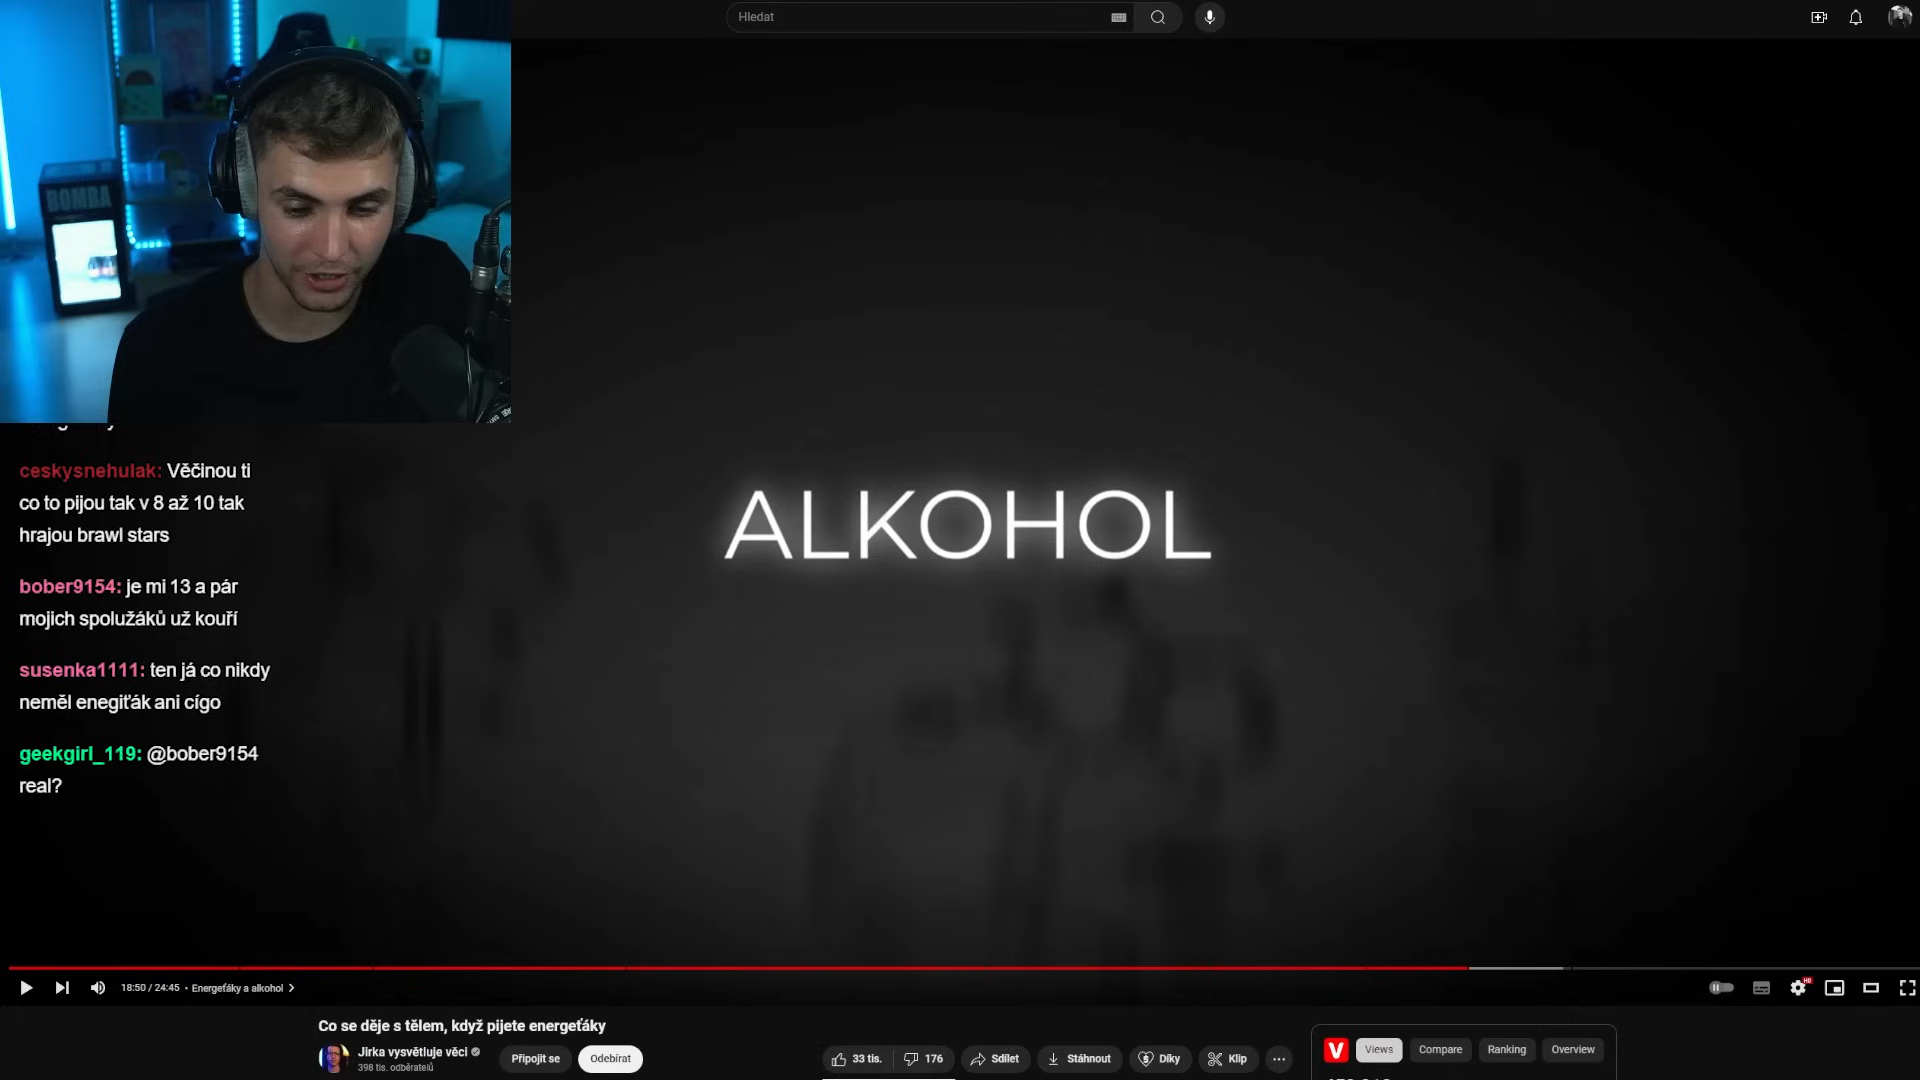 Hledat
BOMBA
ceskysnehulak: Věčinou ti
co to pijou tak v 8 až 10 tak
hrajou brawl stars
bober9154: je mi 13 a pár
mojich spolužáků už kouří
susenka1111: ten já co nikdy
neměl enegiťák ani cígo
geekgirl_119: @bober9154
real?
ALKOHOL
18:50 / 24:45 • Energeťáky a alkohol
HD
Co se děje s tělem, když pijete energeťáky
Jirka vysvětluje věci
398 tis. odběratelů
Připojit se
Odebírat
33 tis.
176
Sdílet
Stáhnout
Díky
Klip
V
Views
Compare
Ranking
Overview